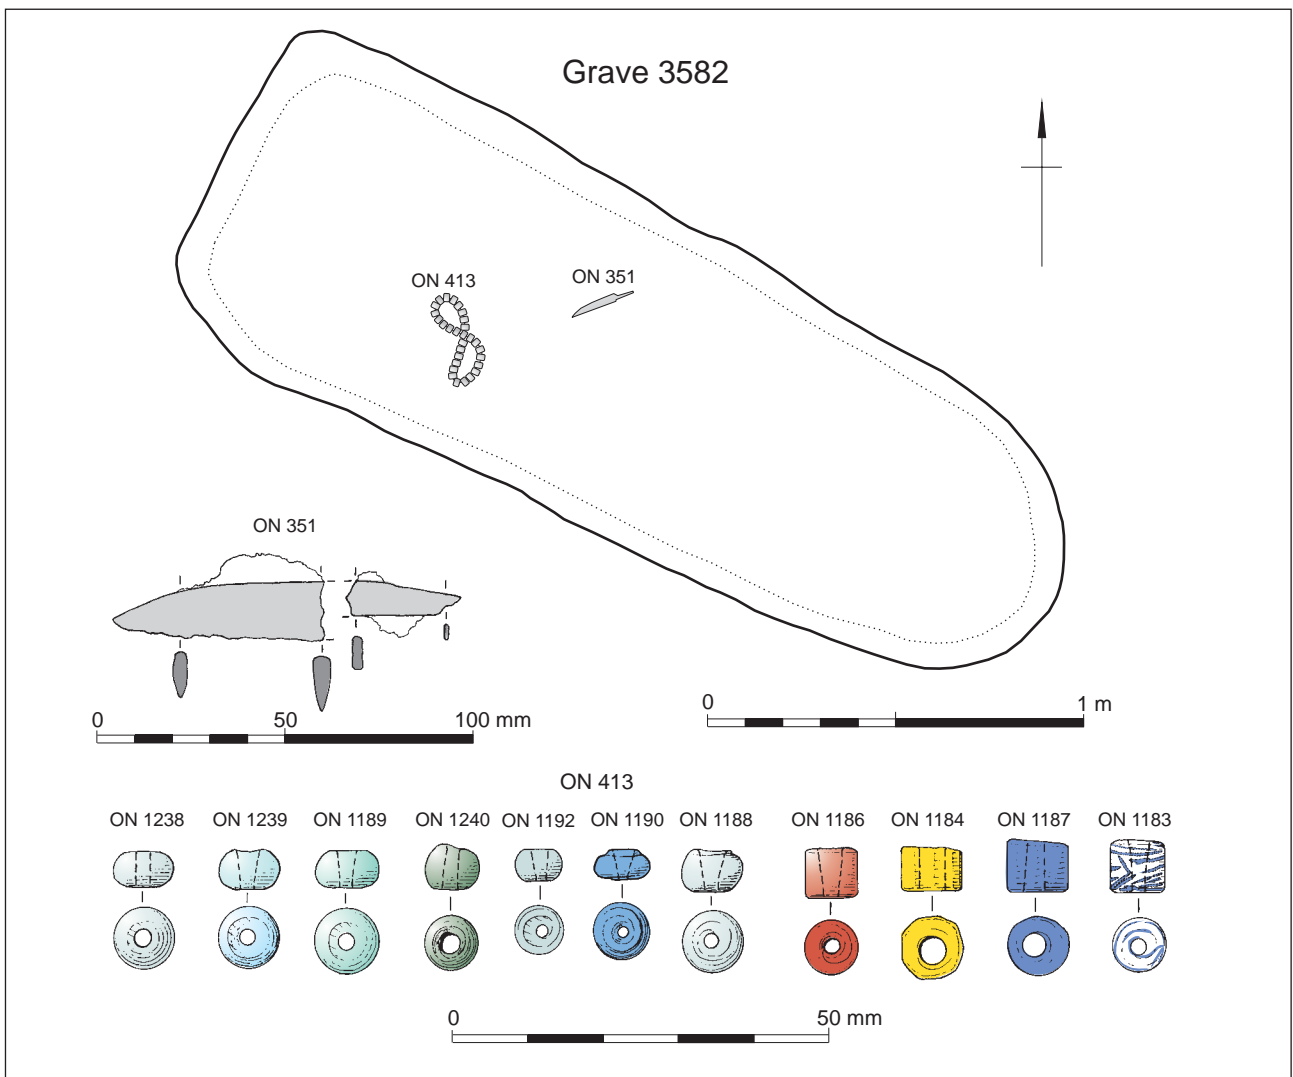 Grave 3582
ON 413
ON 351
ON 351
0 50 100 mm
0 1 m
ON 413
ON 1238 ON 1239 ON 1189 ON 1240 ON 1192 ON 1190 ON 1188 ON 1186 ON 1184 ON 1187 ON 1183
0 50 mm